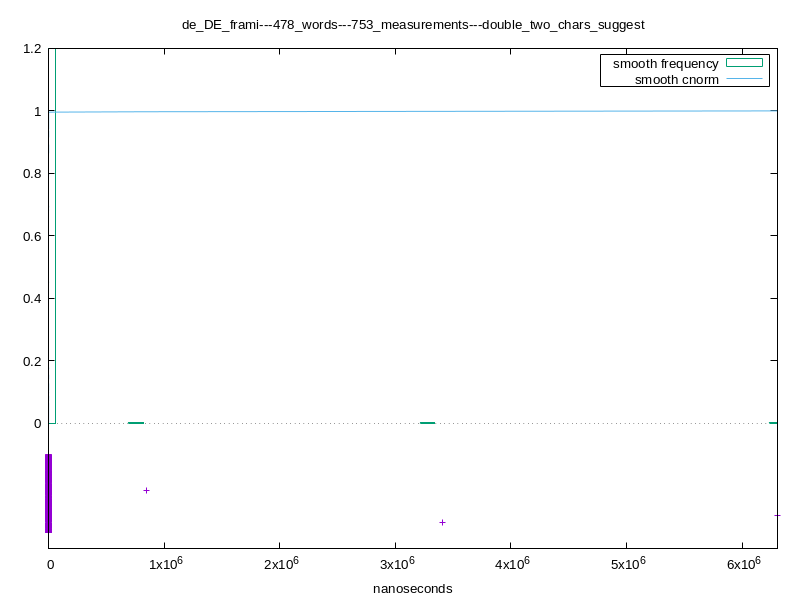 de_DE_frami---478_words---753_measurements---double_two_chars_suggest
smooth frequency
smooth cnorm
1.2
1
0.8
0.6
0.4
0.2
0
0 1x10^6 2x10^6 3x10^6 4x10^6 5x10^6 6x10^6
nanoseconds